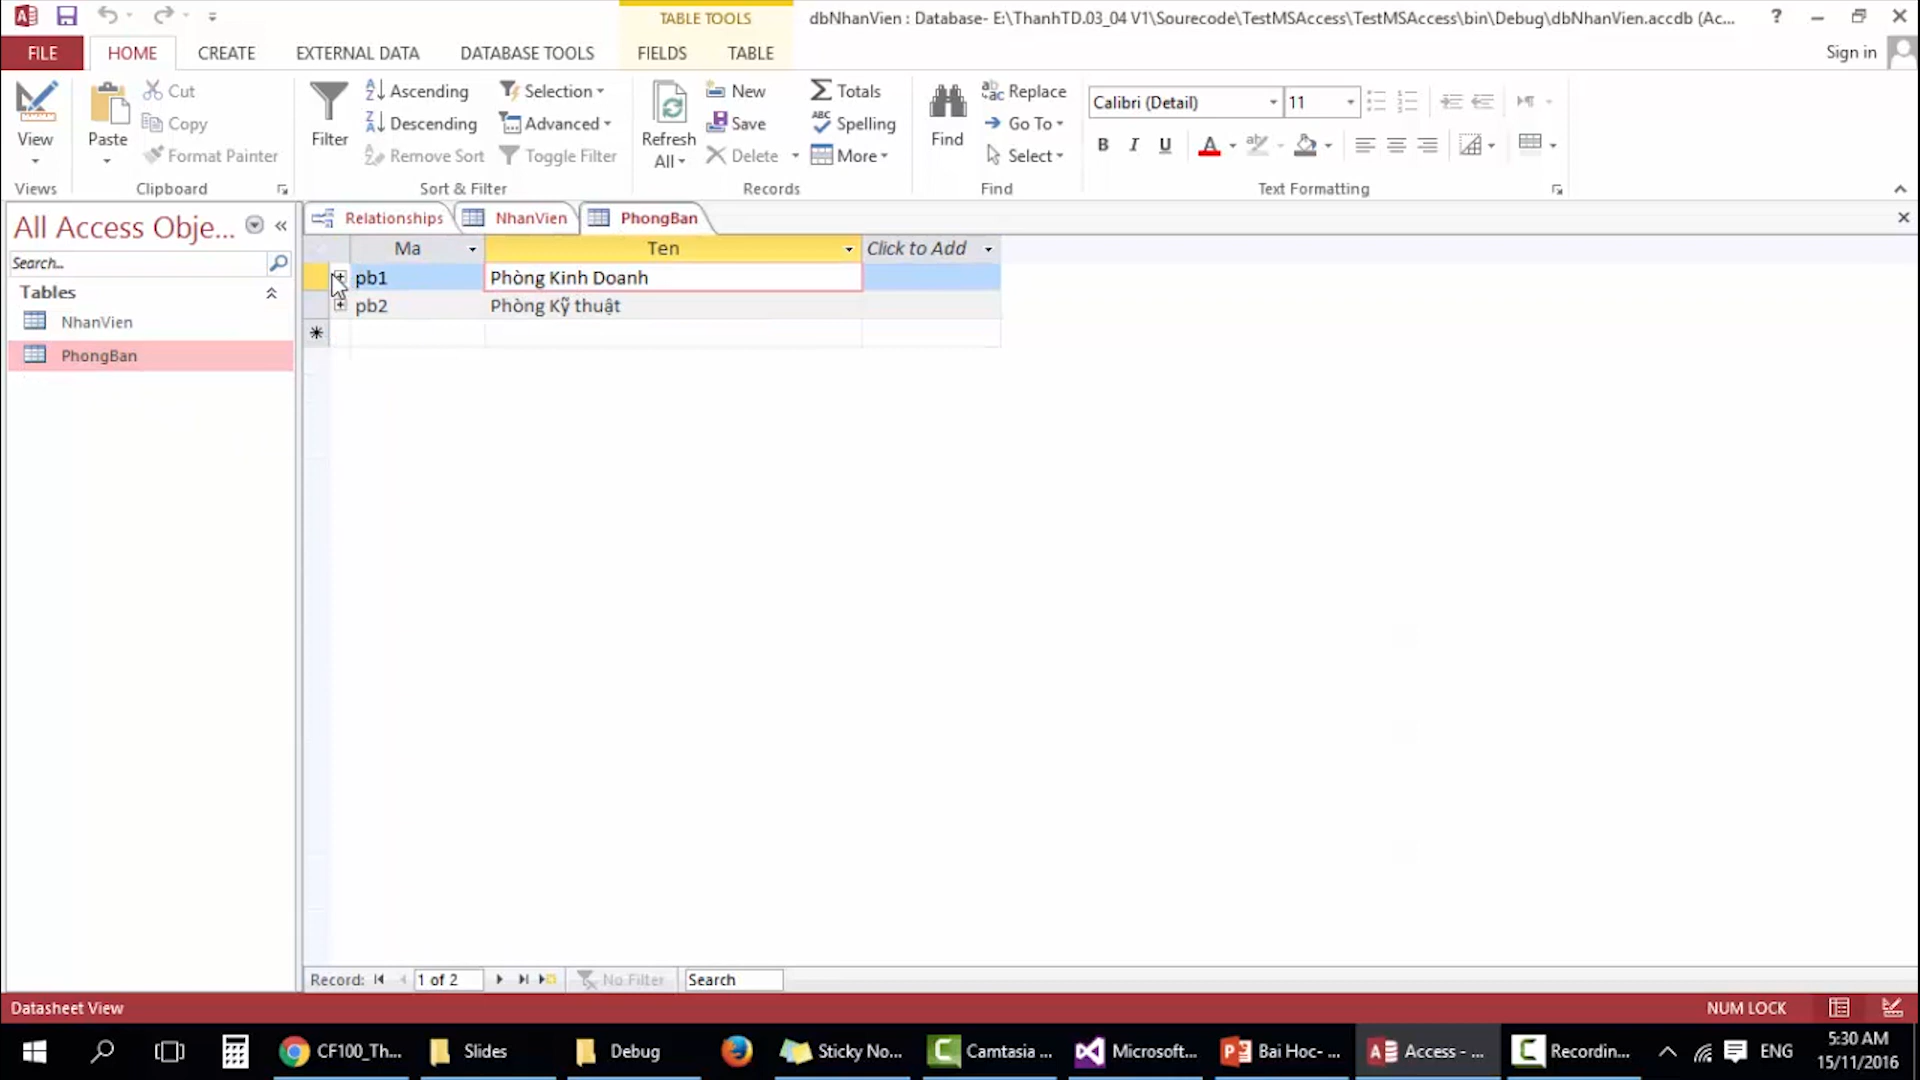 TABLE TOOLS
dbNhanVien : Database- E:\ThanhTD.03_04 V1\Sourecode\TestMSAccess\TestMSAccess\bin\Debug\dbNhanVien.accdb (Ac...
FILE HOME CREATE EXTERNAL DATA DATABASE TOOLS FIELDS TABLE Sign in
View
Paste
Cut
Copy
Format Painter
Filter
Ascending
Descending
Remove Sort
Selection
Advanced
Toggle Filter
Refresh
All
New
Save
Delete
Totals
Spelling
More
Find
Replace
Go To
Select
Calibri (Detail) 11
B I U
Views Clipboard Sort & Filter Records Find Text Formatting
All Access Obje...
Search...
Tables
NhanVien
PhongBan
Relationships NhanVien PhongBan
Ma Ten Click to Add
pb1 Phòng Kinh Doanh
pb2 Phòng Kỹ thuật
Record: 1 of 2 No Filter Search
Datasheet View NUM LOCK
CF100_Th... Slides Debug Sticky No... Camtasia ... Microsoft... Bai Hoc- ... Access - ... Recordin... ENG
5:30 AM
15/11/2016